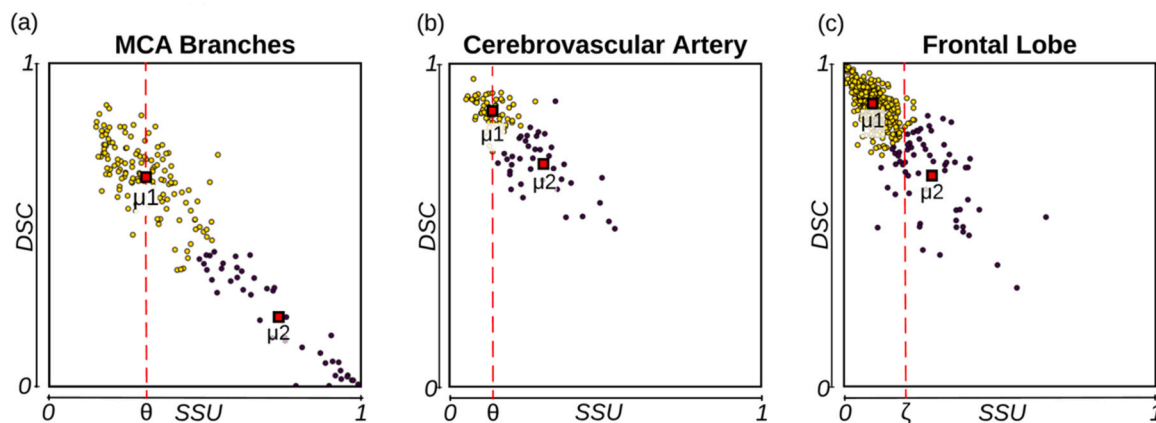 (a)
MCA Branches
1
μ1
μ2
DSC
0
0
θ
SSU
1
(b)
Cerebrovascular Artery
1
μ1
μ2
DSC
0
0
θ
SSU
1
(c)
Frontal Lobe
1
μ1
μ2
DSC
0
0
ζ
SSU
1